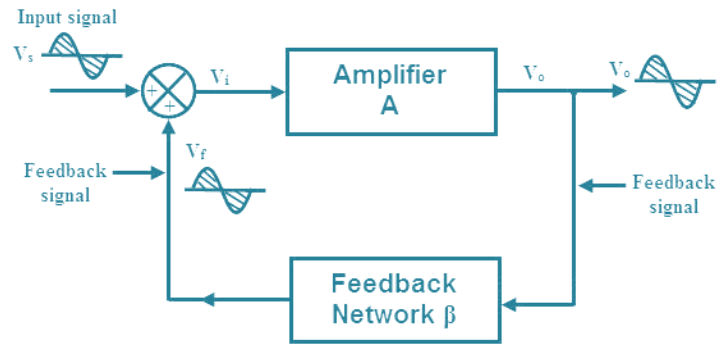 Input signal
Vs
+
+
Vi
Amplifier
A
Vo
Vo
Feedback
signal
Vf
Feedback
signal
Feedback
Network β